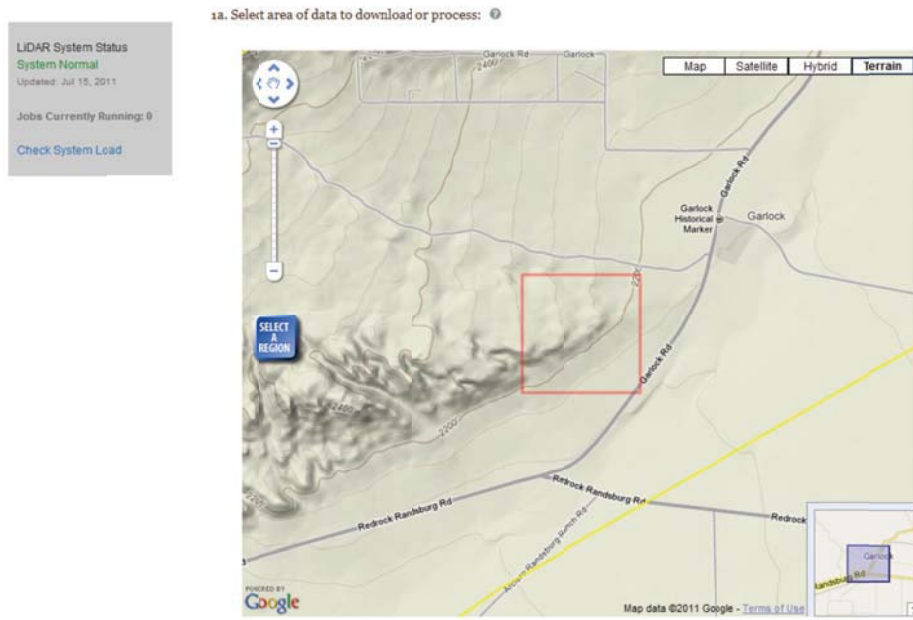 1a. Select area of data to download or process: ?
LiDAR System Status
System Normal
Updated: Jul 15, 2011
Jobs Currently Running: 0
Check System Load
Map
Satellite
Hybrid
Terrain
Garlock Rd
Garlock
2400
Garlock Rd
Garlock
Historical
Marker
Garlock
2200
SELECT
A
REGION
Garlock Rd
2400
2200
2200
Redrock Randsburg Rd
Redrock Randsburg Rd
Redrock
Randsburg Rd
Garlock
Randsburg Rd
POWERED BY
Google
Map data ©2011 Google - Terms of Use